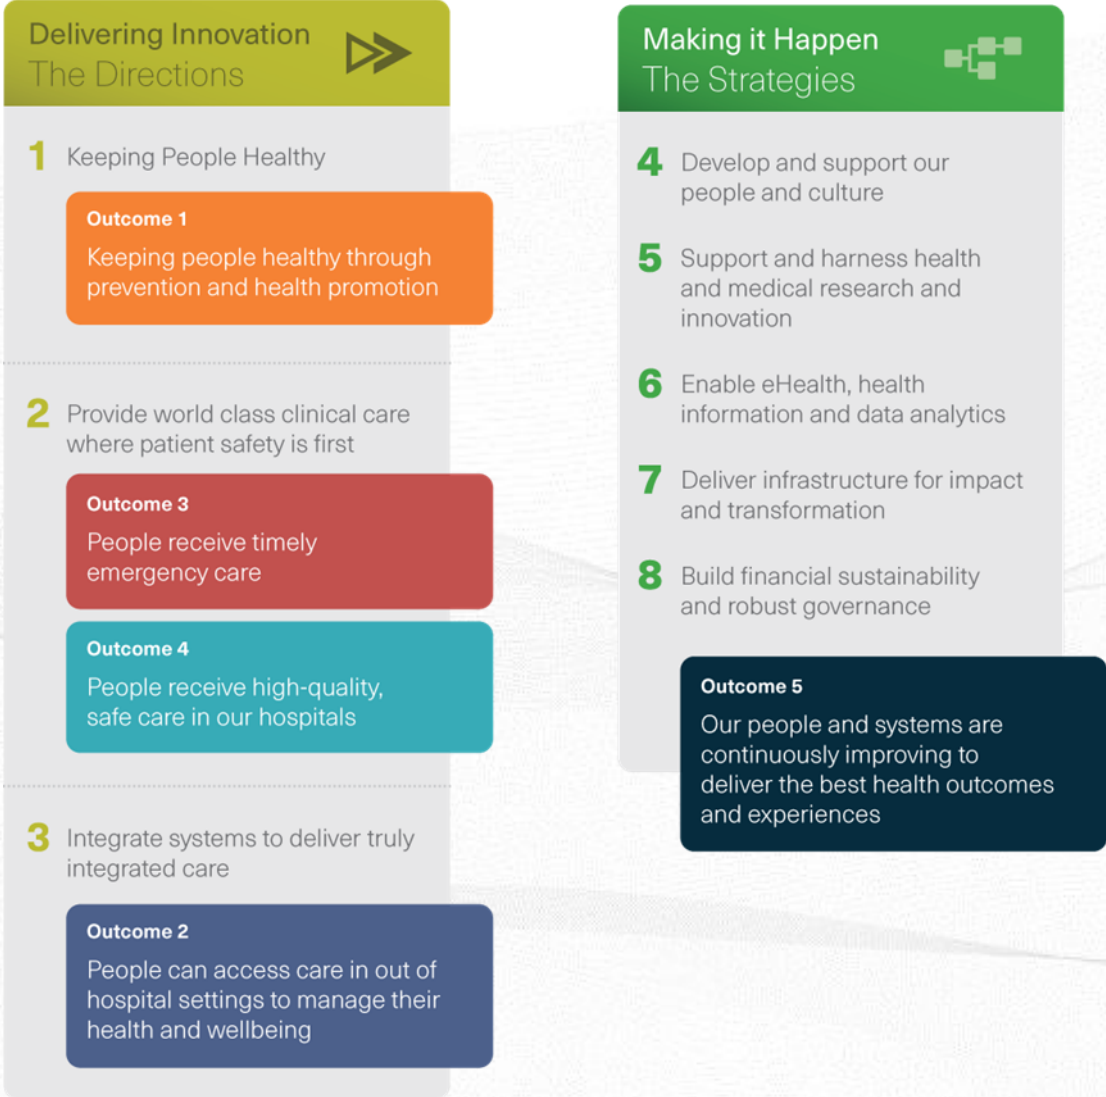 Delivering Innovation
The Directions
1 Keeping People Healthy
Outcome 1
Keeping people healthy through
prevention and health promotion
2 Provide world class clinical care
where patient safety is first
Outcome 3
People receive timely
emergency care
Outcome 4
People receive high-quality,
safe care in our hospitals
3 Integrate systems to deliver truly
integrated care
Outcome 2
People can access care in out of
hospital settings to manage their
health and wellbeing
Making it Happen
The Strategies
4 Develop and support our
people and culture
5 Support and harness health
and medical research and
innovation
6 Enable eHealth, health
information and data analytics
7 Deliver infrastructure for impact
and transformation
8 Build financial sustainability
and robust governance
Outcome 5
Our people and systems are
continuously improving to
deliver the best health outcomes
and experiences